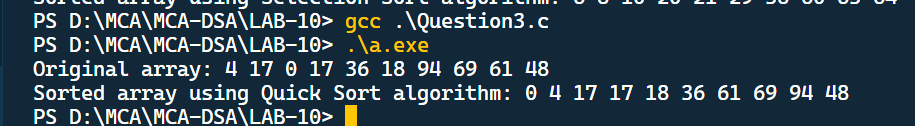 Sorted array using Selection Sort algorithm: 6 8 16 20 21 29 56 60 65 84
PS D:\MCA\MCA-DSA\LAB-10> gcc .\Question3.c
PS D:\MCA\MCA-DSA\LAB-10> .\a.exe
Original array: 4 17 0 17 36 18 94 69 61 48
Sorted array using Quick Sort algorithm: 0 4 17 17 18 36 61 69 94 48
PS D:\MCA\MCA-DSA\LAB-10>